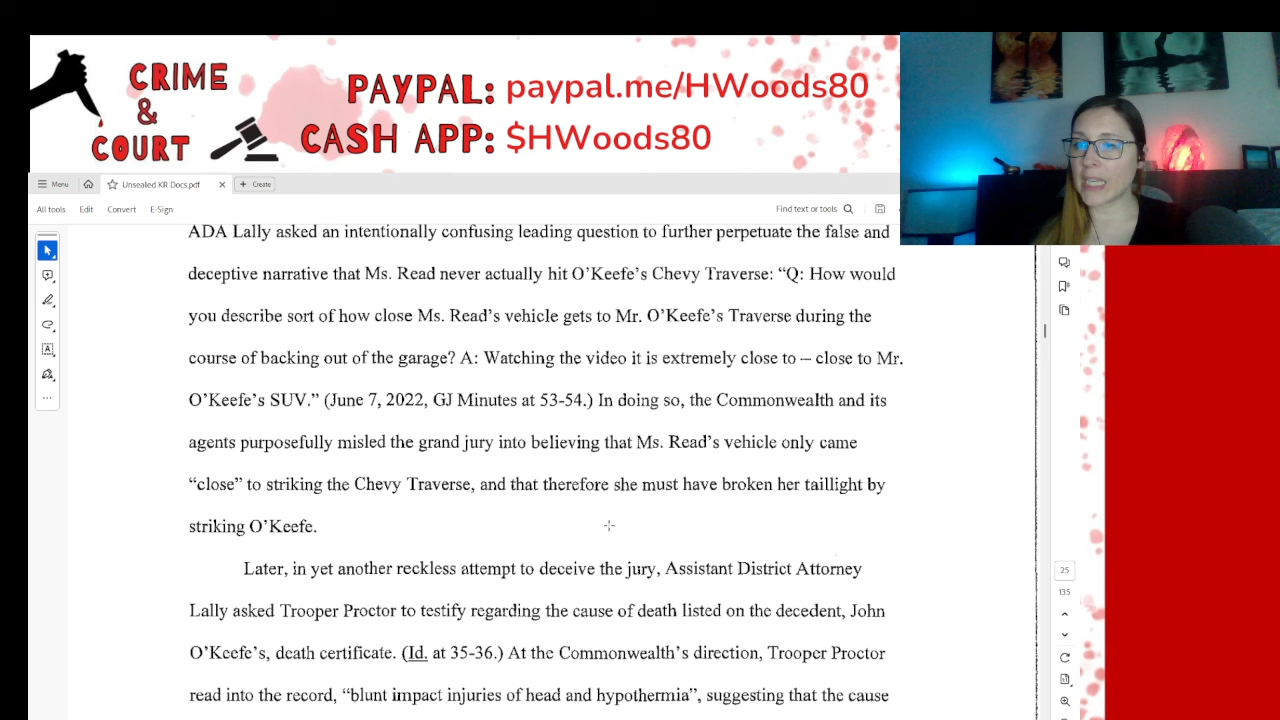 CRIME
&
COURT
PAYPAL: paypal.me/HWoods80
CASH APP: $HWoods80
Menu
Unsealed KR Docs.pdf
Create
All tools
Edit
Convert
E-Sign
Find text or tools
ADA Lally asked an intentionally confusing leading question to further perpetuate the false and
deceptive narrative that Ms. Read never actually hit O’Keefe’s Chevy Traverse: “Q: How would
you describe sort of how close Ms. Read’s vehicle gets to Mr. O’Keefe’s Traverse during the
course of backing out of the garage? A: Watching the video it is extremely close to – close to Mr.
O’Keefe’s SUV.” (June 7, 2022, GJ Minutes at 53-54.) In doing so, the Commonwealth and its
agents purposefully misled the grand jury into believing that Ms. Read’s vehicle only came
“close” to striking the Chevy Traverse, and that therefore she must have broken her taillight by
striking O’Keefe.
Later, in yet another reckless attempt to deceive the jury, Assistant District Attorney
Lally asked Trooper Proctor to testify regarding the cause of death listed on the decedent, John
O’Keefe’s, death certificate. (Id. at 35-36.) At the Commonwealth’s direction, Trooper Proctor
read into the record, “blunt impact injuries of head and hypothermia”, suggesting that the cause
25
135